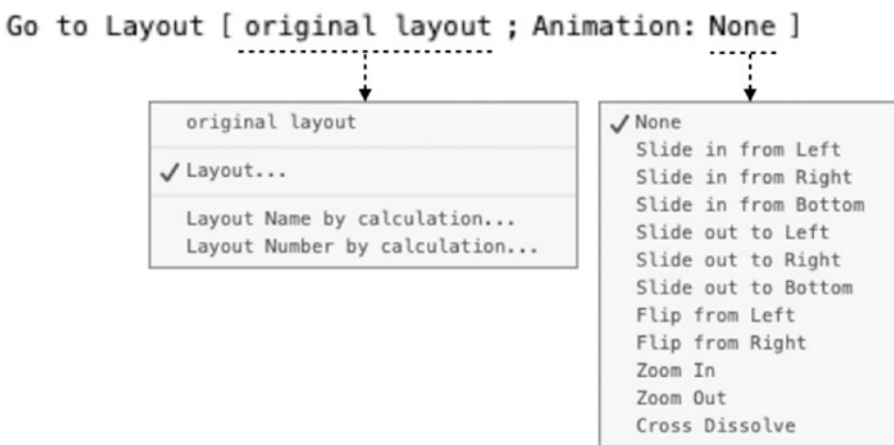 Go to Layout [ original layout ; Animation: None ]
original layout
Layout...
Layout Name by calculation...
Layout Number by calculation...
None
Slide in from Left
Slide in from Right
Slide in from Bottom
Slide out to Left
Slide out to Right
Slide out to Bottom
Flip from Left
Flip from Right
Zoom In
Zoom Out
Cross Dissolve